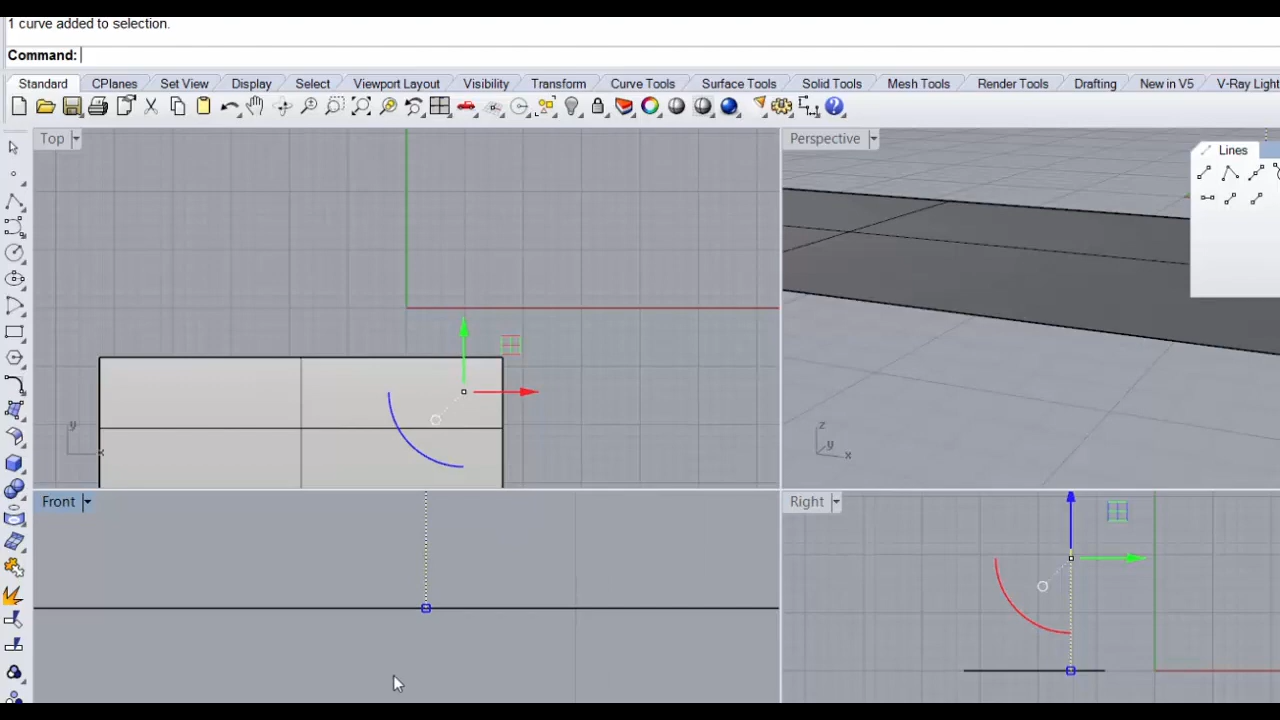 1 curve added to selection.
Command:
Standard CPlanes Set View Display Select Viewport Layout Visibility Transform Curve Tools Surface Tools Solid Tools Mesh Tools Render Tools Drafting New in V5 V-Ray Light
Top
Perspective
Lines
y
x
z
y
x
Front
Right